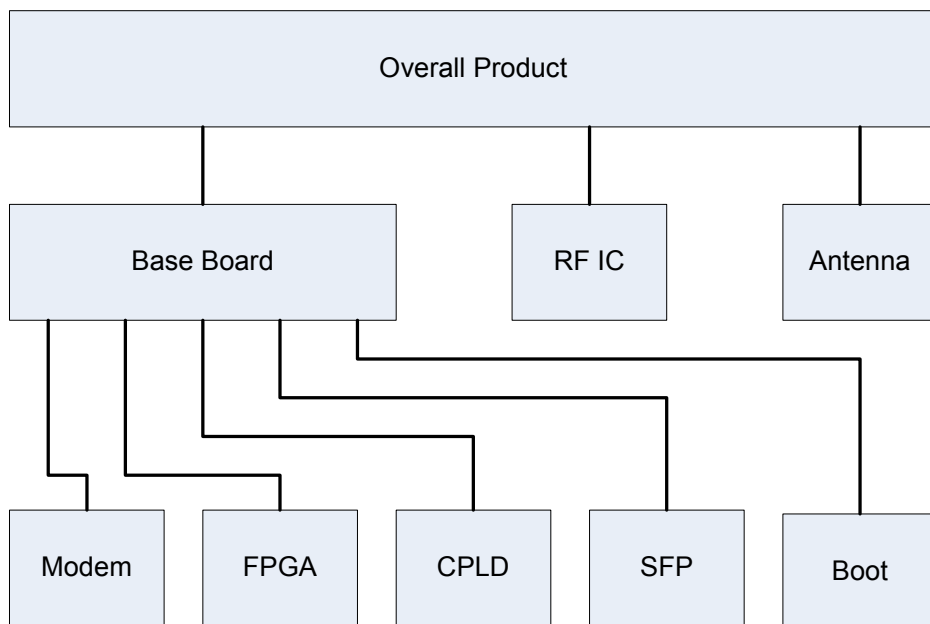 Overall Product
Base Board
RF IC
Antenna
Modem
FPGA
CPLD
SFP
Boot